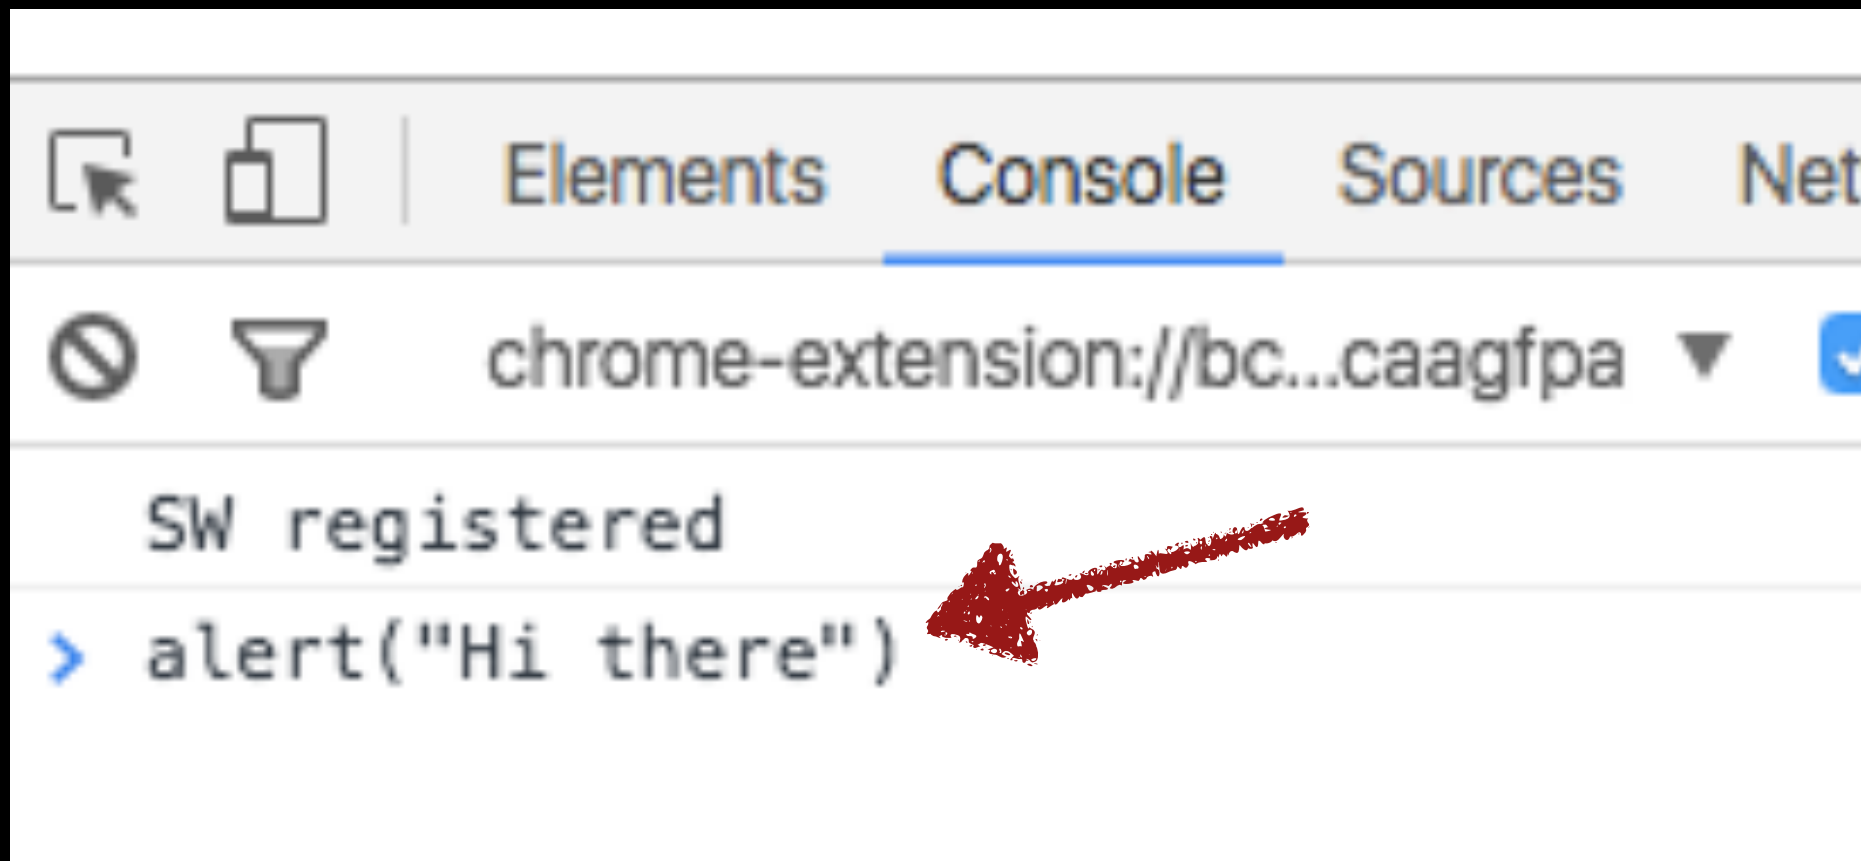 Elements Console Sources Net
chrome-extension://bc...caagfpa
SW registered
alert("Hi there")